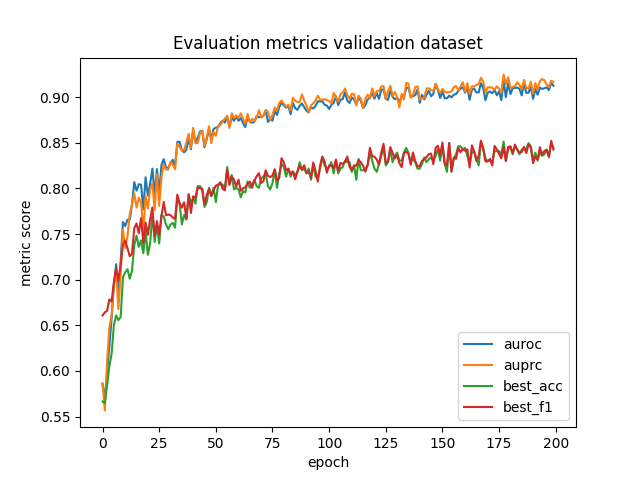 Evaluation metrics validation dataset
metric score
0.90
0.85
0.80
0.75
0.70
0.65
0.60
0.55
auroc
auprc
best_acc
best_f1
0 25 50 75 100 125 150 175 200
epoch